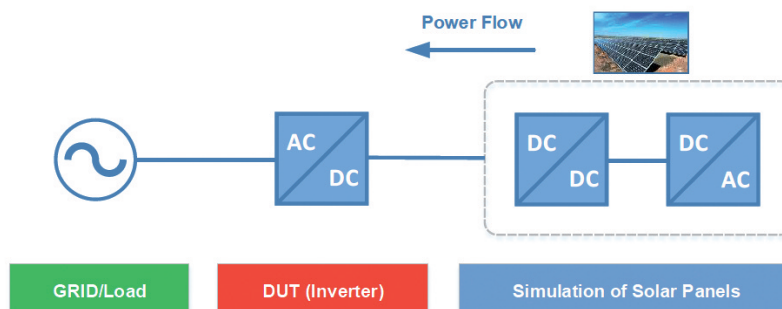 Power Flow
AC
DC
DC
DC
DC
AC
GRID/Load
DUT (Inverter)
Simulation of Solar Panels